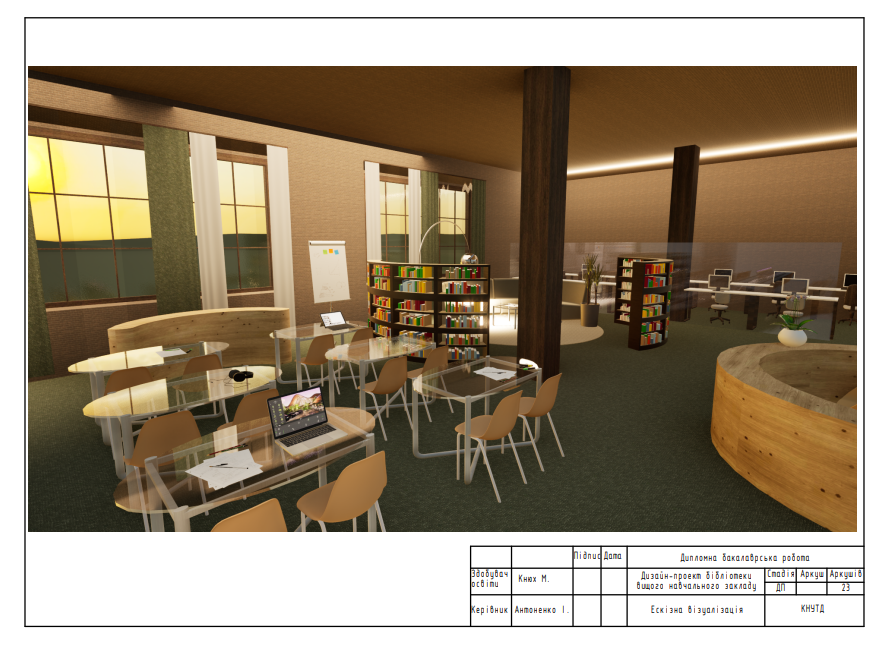 Підпис Дата Дипломна бакалаврська робота
Здобувач освіти Кнюх М. Дизайн-проект бібліотеки вищого навчального закладу Стадія Аркуш Аркушів
ДП 23
Керівник Антоненко І. Ескізна візуалізація КНУТД